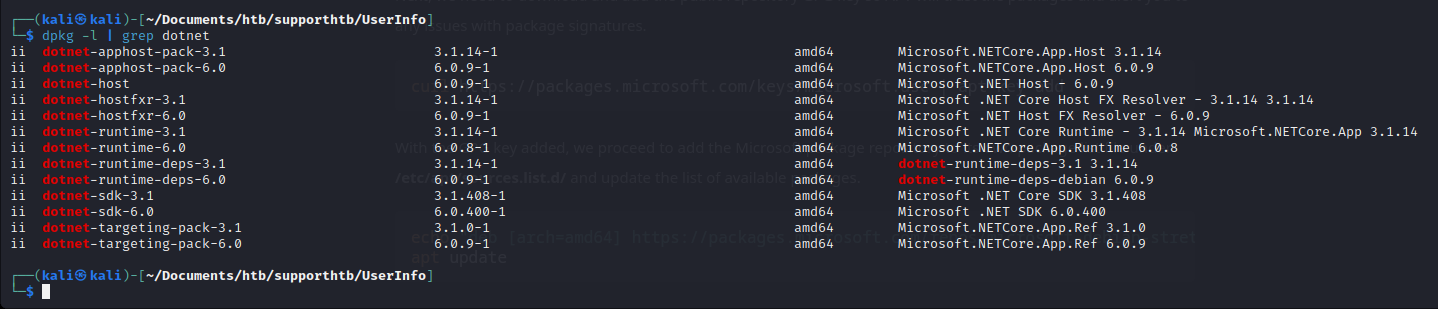 ┌──(kali㉿kali)-[~/Documents/htb/supporthtb/UserInfo]
└─$ dpkg -l | grep dotnet
ii  dotnet-apphost-pack-3.1  3.1.14-1  amd64  Microsoft.NETCore.App.Host 3.1.14
ii  dotnet-apphost-pack-6.0  6.0.9-1  amd64  Microsoft.NETCore.App.Host 6.0.9
ii  dotnet-host  6.0.9-1  amd64  Microsoft .NET Host - 6.0.9
ii  dotnet-hostfxr-3.1  3.1.14-1  amd64  Microsoft .NET Core Host FX Resolver - 3.1.14 3.1.14
ii  dotnet-hostfxr-6.0  6.0.9-1  amd64  Microsoft .NET Host FX Resolver - 6.0.9
ii  dotnet-runtime-3.1  3.1.14-1  amd64  Microsoft .NET Core Runtime - 3.1.14 Microsoft.NETCore.App 3.1.14
ii  dotnet-runtime-6.0  6.0.8-1  amd64  Microsoft.NETCore.App.Runtime 6.0.8
ii  dotnet-runtime-deps-3.1  3.1.14-1  amd64  dotnet-runtime-deps-3.1 3.1.14
ii  dotnet-runtime-deps-6.0  6.0.9-1  amd64  dotnet-runtime-deps-debian 6.0.9
ii  dotnet-sdk-3.1  3.1.408-1  amd64  Microsoft .NET Core SDK 3.1.408
ii  dotnet-sdk-6.0  6.0.400-1  amd64  Microsoft .NET SDK 6.0.400
ii  dotnet-targeting-pack-3.1  3.1.0-1  amd64  Microsoft.NETCore.App.Ref 3.1.0
ii  dotnet-targeting-pack-6.0  6.0.9-1  amd64  Microsoft.NETCore.App.Ref 6.0.9
┌──(kali㉿kali)-[~/Documents/htb/supporthtb/UserInfo]
└─$